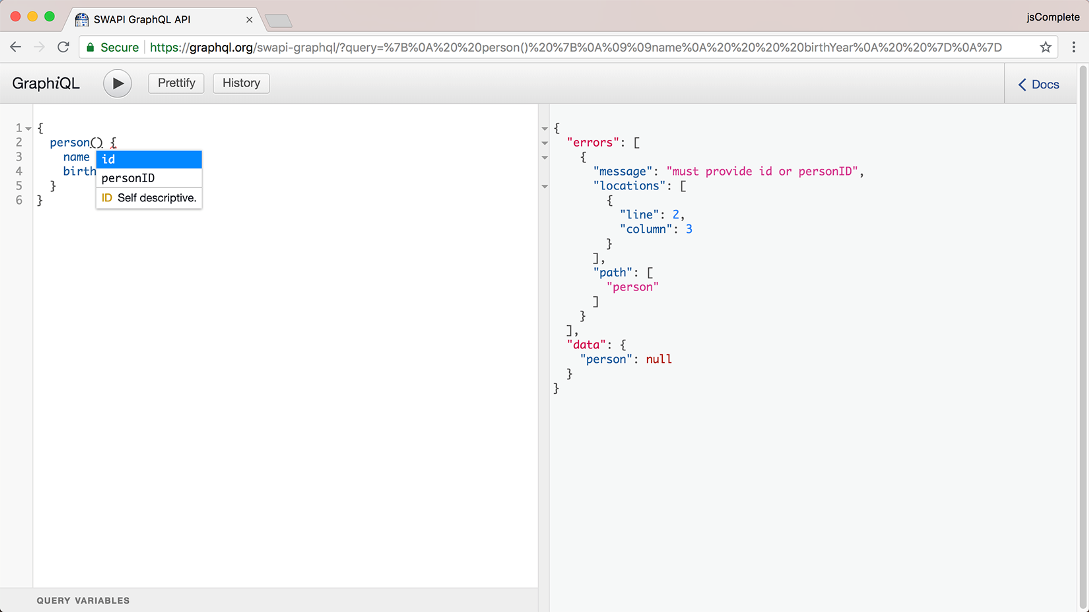 SWAPI GraphQL API
jsComplete
Secure https://graphql.org/swapi-graphql/?query=%7B%0A%20%20person()%20%7B%0A%09%09name%0A%20%20%20%20birthYear%0A%20%20%7D%0A%7D
GraphiQL Prettify History Docs
1 {
2 person() {
3 name
4 birth
5 }
6 }
id
personID
ID Self descriptive.
{
"errors": [
{
"message": "must provide id or personID",
"locations": [
{
"line": 2,
"column": 3
}
],
"path": [
"person"
]
}
],
"data": {
"person": null
}
}
QUERY VARIABLES